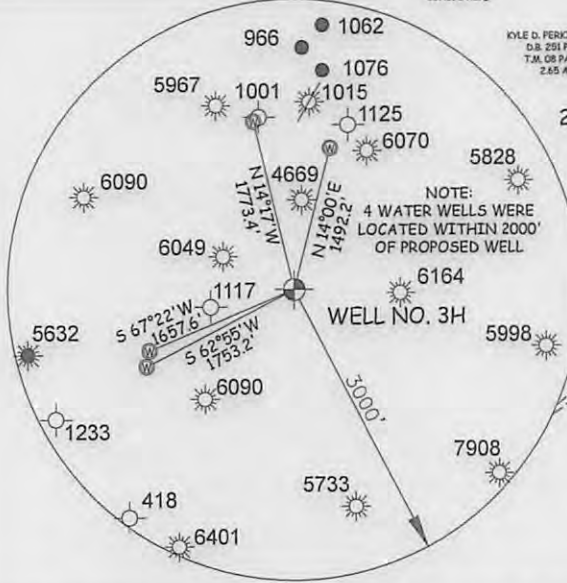 1062
966
KYLE D.
D.B. 251
T.M. 08
2.65
1076
5967
1001
1015
1125
2
6070
5828
6090
4669
N 14°17' W
1773.4'
N 14°00' E
1492.2'
NOTE:
4 WATER WELLS WERE
LOCATED WITHIN 2000'
OF PROPOSED WELL
W
W
6049
6164
1117
WELL NO. 3H
5632
S 67°22' W
1657.6'
S 62°55' W
1753.2'
W
W
5998
6090
3000'
1233
7908
418
5733
6401